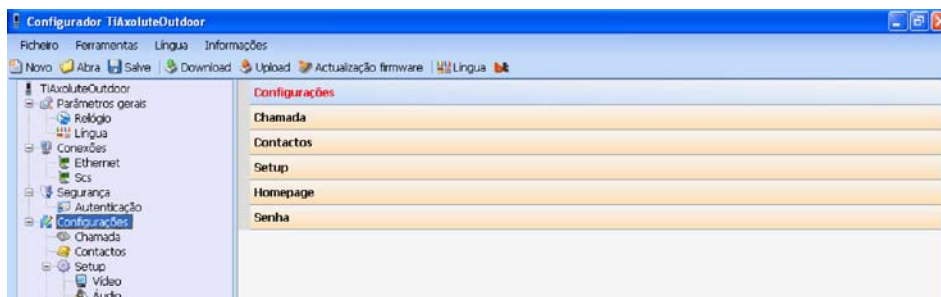 Configurador TiAxoluteOutdoor
Ficheiro Ferramentas Língua Informações
Novo Abra Salve Download Upload Actualização firmware Língua
TiAxoluteOutdoor
Parâmetros gerais
Relógio
Língua
Conexões
Ethernet
Scs
Segurança
Autenticação
Configurações
Chamada
Contactos
Setup
Vídeo
Áudio
Configurações
Chamada
Contactos
Setup
Homepage
Senha